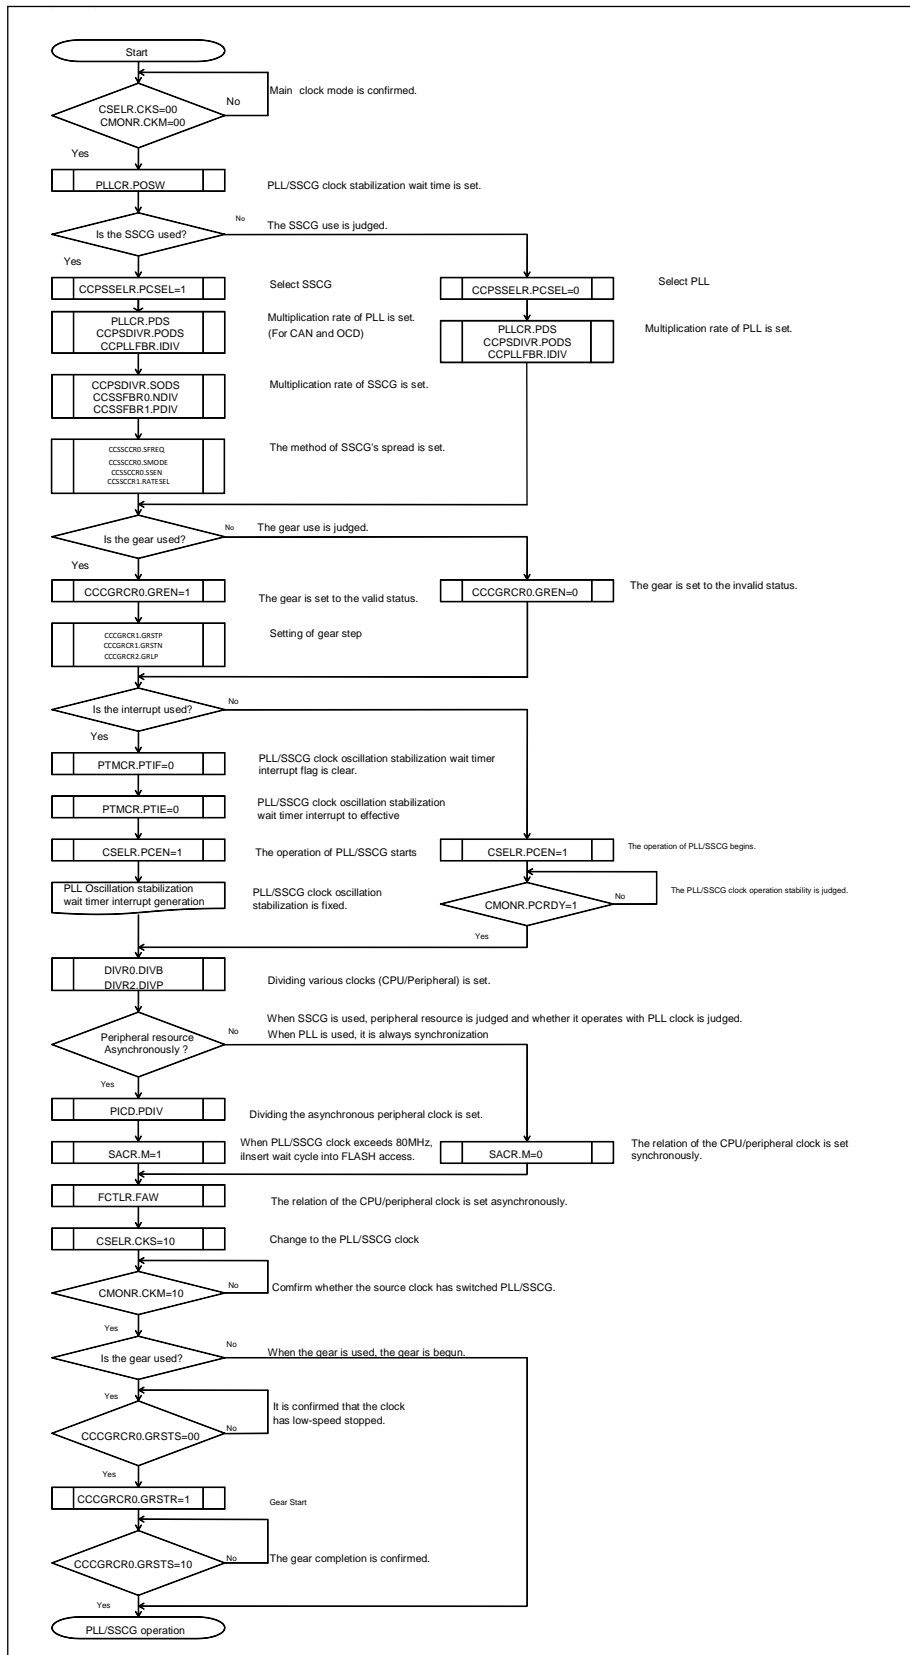 Start
Main clock mode is confirmed.
CSELR.CKS=00
CMONR.CKM=00
No
Yes
PLLCR.POSW
PLL/SSCG clock stabilization wait time is set.
Is the SSCG used?
No
The SSCG use is judged.
Yes
CCPSSELR.PCSEL=1
Select SSCG
CCPSSELR.PCSEL=0
Select PLL
PLLCR.PDS
CCPSDIVR.PODS
CCPLLFBR.IDIV
Multiplication rate of PLL is set.
(For CAN and OCD)
PLLCR.PDS
CCPSDIVR.PODS
CCPLLFBR.IDIV
Multiplication rate of PLL is set.
CCPSDIVR.SODS
CCSSFBR0.NDIV
CCSSFBR1.PDIV
Multiplication rate of SSCG is set.
CCSSCCR0.SFREQ
CCSSCCR0.SMODE
CCSSCCR0.SSEN
CCSSCCR1.RATESEL
The method of SSCG's spread is set.
Is the gear used?
No
The gear use is judged.
Yes
CCCGRCR0.GREN=1
The gear is set to the valid status.
CCCGRCR0.GREN=0
The gear is set to the invalid status.
CCCGRCR1.GRSTP
CCCGRCR1.GRSTN
CCCGRCR2.GRLP
Setting of gear step
Is the interrupt used?
No
Yes
PTMCR.PTIF=0
PLL/SSCG clock oscillation stabilization wait timer
interrupt flag is clear.
PTMCR.PTIE=0
PLL/SSCG clock oscillation stabilization
wait timer interrupt to effective
CSELR.PCEN=1
The operation of PLL/SSCG starts
CSELR.PCEN=1
The operation of PLL/SSCG begins.
PLL Oscillation stabilization
wait timer interrupt generation
PLL/SSCG clock oscillation
stabilization is fixed.
CMONR.PCRDY=1
No
The PLL/SSCG clock operation stability is judged.
Yes
DIVR0.DIVB
DIVR2.DIVP
Dividing various clocks (CPU/Peripheral) is set.
When SSCG is used, peripheral resource is judged and whether it operates with PLL clock is judged.
When PLL is used, it is always synchronization
Peripheral resource
Asynchronously ?
No
Yes
PICD.PDIV
Dividing the asynchronous peripheral clock is set.
SACR.M=1
When PLL/SSCG clock exceeds 80MHz,
iInsert wait cycle into FLASH access.
SACR.M=0
The relation of the CPU/peripheral clock is set
synchronously.
FCTLR.FAW
The relation of the CPU/peripheral clock is set asynchronously.
CSELR.CKS=10
Change to the PLL/SSCG clock
CMONR.CKM=10
No
Comfirm whether the source clock has switched PLL/SSCG.
Yes
Is the gear used?
No
When the gear is used, the gear is begun.
Yes
It is confirmed that the clock
has low-speed stopped.
CCCGRCR0.GRSTS=00
No
Yes
CCCGRCR0.GRSTR=1
Gear Start
CCCGRCR0.GRSTS=10
No
The gear completion is confirmed.
Yes
PLL/SSCG operation